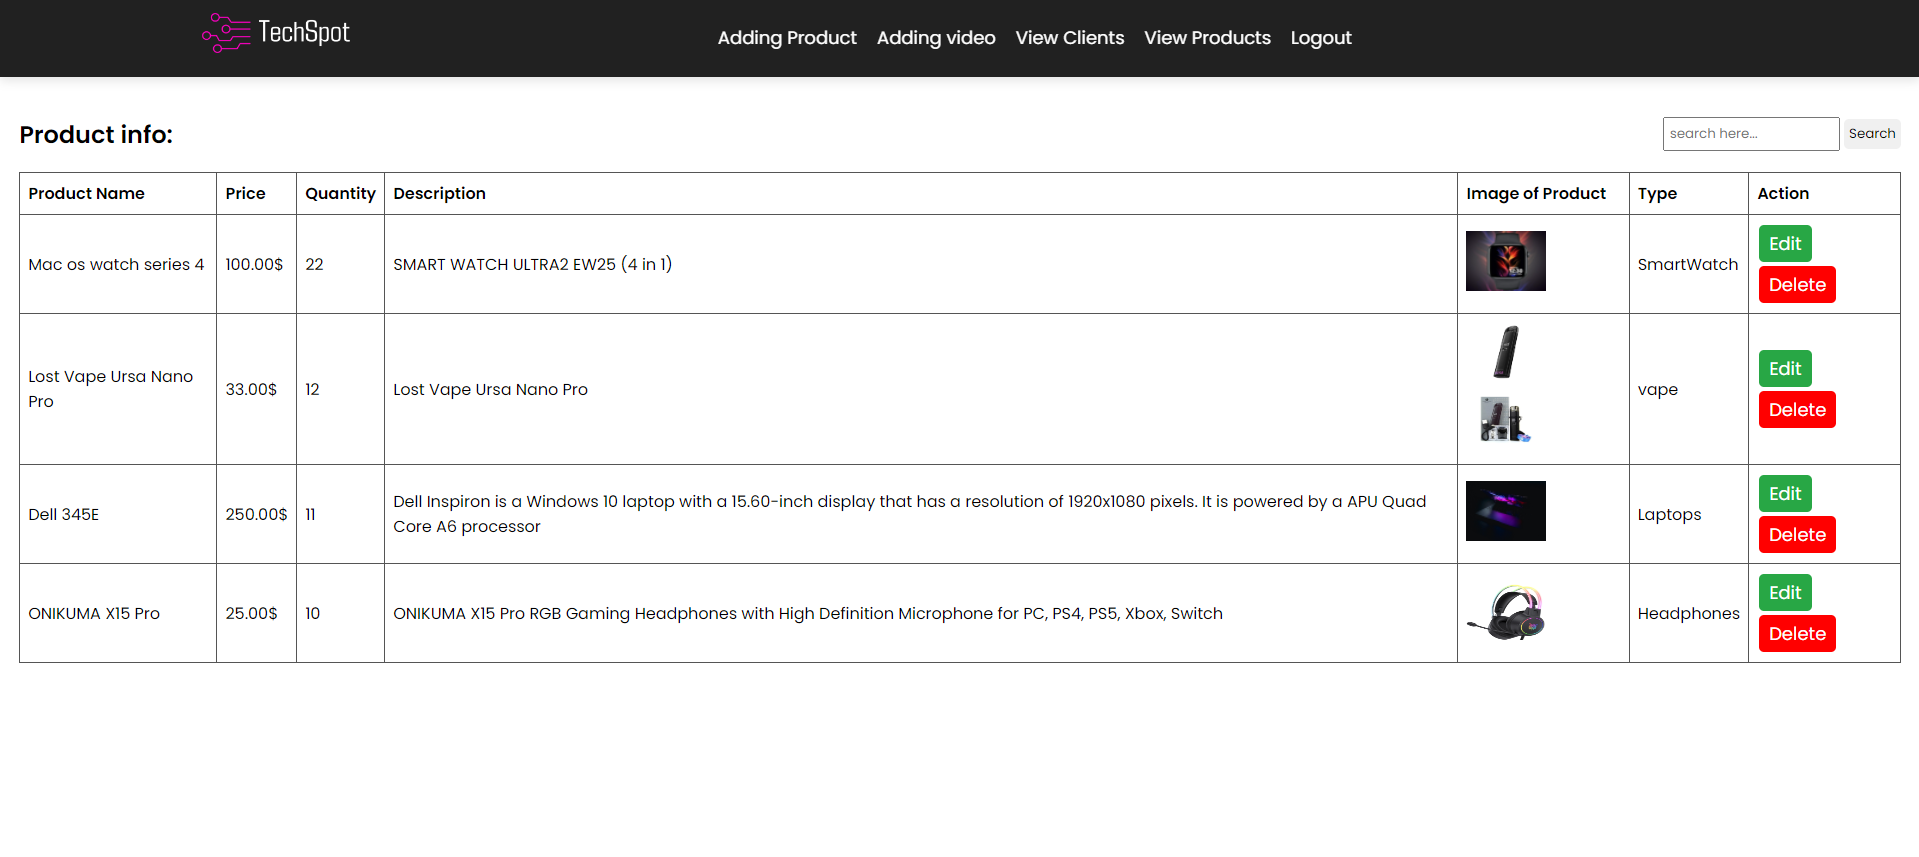 TechSpot
Adding Product Adding video View Clients View Products Logout
Product info:
search here... Search
Product Name Price Quantity Description Image of Product Type Action
Mac os watch series 4 100.00$ 22 SMART WATCH ULTRA2 EW25 (4 in 1) SmartWatch Edit
Delete
Lost Vape Ursa Nano
Pro 33.00$ 12 Lost Vape Ursa Nano Pro vape Edit
Delete
Dell 345E 250.00$ 11 Dell Inspiron is a Windows 10 laptop with a 15.60-inch display that has a resolution of 1920x1080 pixels. It is powered by a APU Quad
Core A6 processor Laptops Edit
Delete
ONIKUMA X15 Pro 25.00$ 10 ONIKUMA X15 Pro RGB Gaming Headphones with High Definition Microphone for PC, PS4, PS5, Xbox, Switch Headphones Edit
Delete